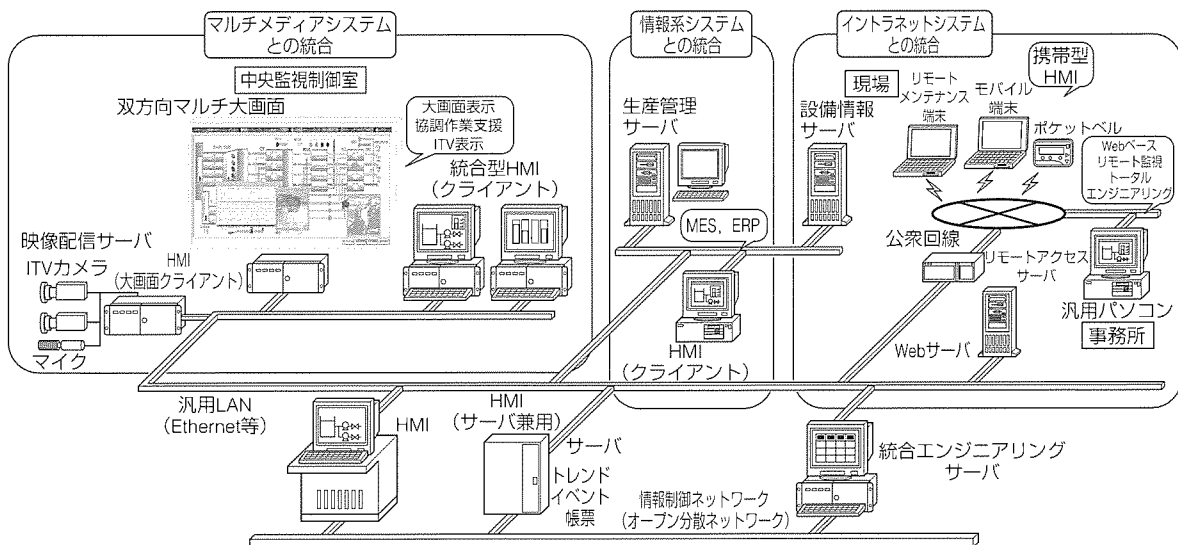 マルチメディアシステム
との統合
中央監視制御室
双方向マルチ大画面
大画面表示
協調作業支援
ITV表示
統合型HMI
(クライアント)
映像配信サーバ
ITVカメラ
HMI
(大画面クライアント)
マイク
情報系システム
との統合
生産管理
サーバ
MES, ERP
HMI
(クライアント)
イントラネットシステム
との統合
設備情報
サーバ
現場
リモート
メンテナンス
端末
モバイル
端末
携帯型
HMI
ポケットベル
Webベース
リモート監視
トータル
エンジニアリング
公衆回線
リモートアクセス
サーバ
汎用パソコン
事務所
Webサーバ
汎用LAN
(Ethernet等)
HMI
HMI
(サーバ兼用)
サーバ
トレンド
イベント
帳票
情報制御ネットワーク
(オープン分散ネットワーク)
統合エンジニアリング
サーバ